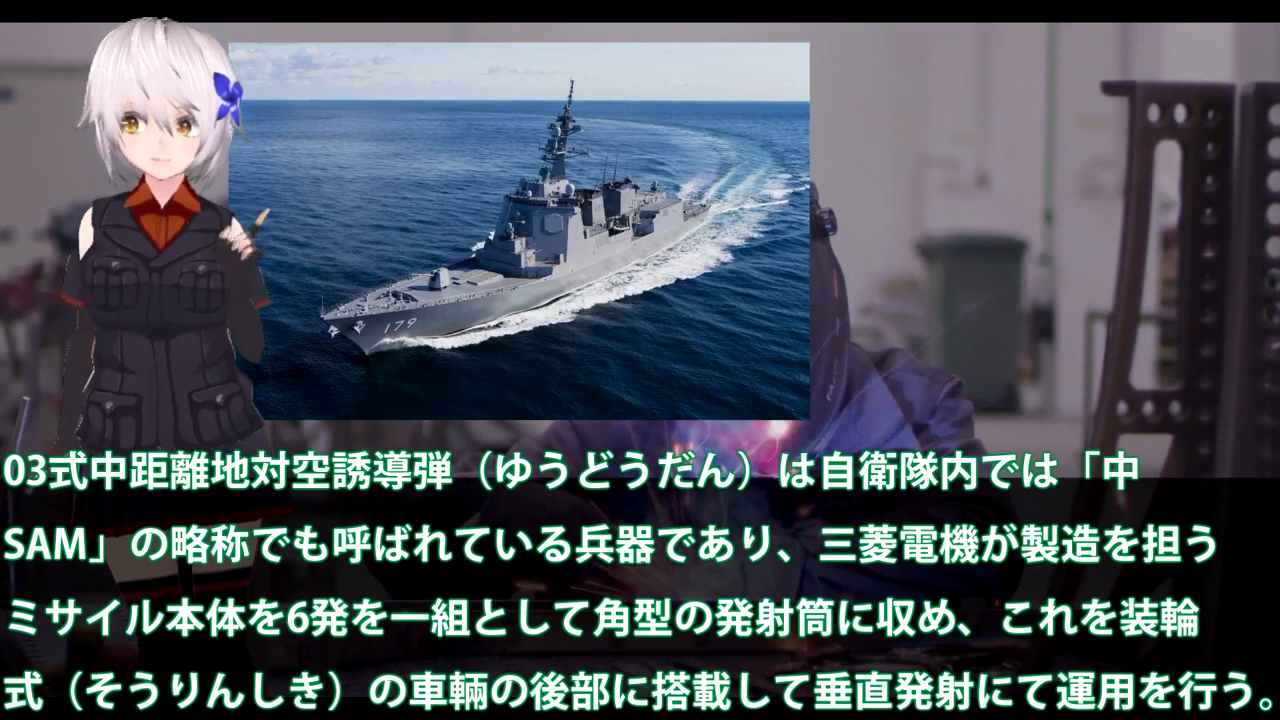 179
03式中距離地対空誘導弾（ゆうどうだん）は自衛隊内では「中
SAM」の略称でも呼ばれている兵器であり、三菱電機が製造を担う
ミサイル本体を6発を一組として角型の発射筒に収め、これを装輪
式（そうりんしき）の車輌の後部に搭載して垂直発射にて運用を行う。